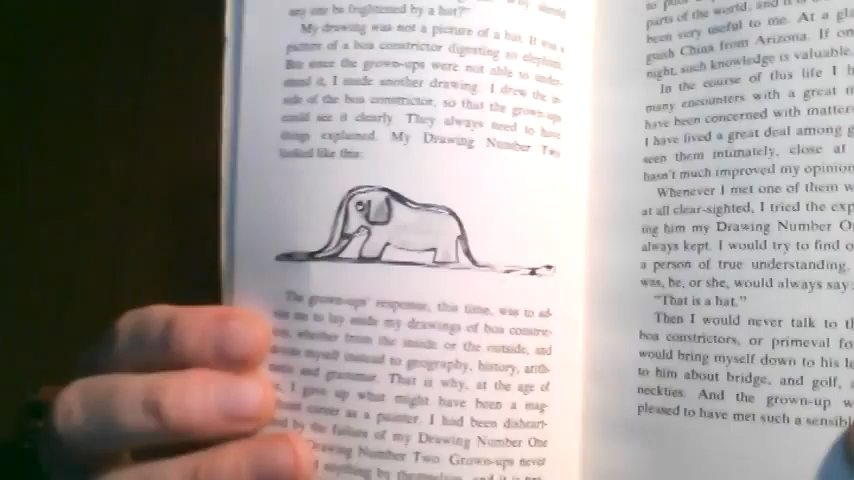 any one be frightened by a hat?"
My drawing was not a picture of a hat. It was a
picture of a boa constrictor digesting an elephant.
But since the grown-ups were not able to under-
stand it, I made another drawing: I drew the in-
side of the boa constrictor, so that the grown-ups
could see it clearly. They always need to have
things explained. My Drawing Number Two
looked like this:
The grown-ups' response, this time, was to ad-
vise me to lay aside my drawings of boa constric-
tors, whether from the inside or the outside, and
devote myself instead to geography, history, arith-
metic and grammar. That is why, at the age of
I gave up what might have been a mag-
career as a painter. I had been disheart-
by the failure of my Drawing Number One
Drawing Number Two. Grown-ups never
anything by themselves, and it is
parts of the world, and it is
been very useful to me. At a
guish China from Arizona. If on
night, such knowledge is valuable.
In the course of this life I h
many encounters with a great
have been concerned with matter
I have lived a great deal among g
seen them intimately, close at
hasn't much improved my opinion
Whenever I met one of them w
at all clear-sighted, I tried the exp
ing him my Drawing Number O
always kept. I would try to find o
a person of true understanding.
was, he, or she, would always say:
"That is a hat."
Then I would never talk to th
boa constrictors, or primeval fo
would bring myself down to his le
to him about bridge, and golf,
neckties. And the grown-up w
pleased to have met such a sensibl